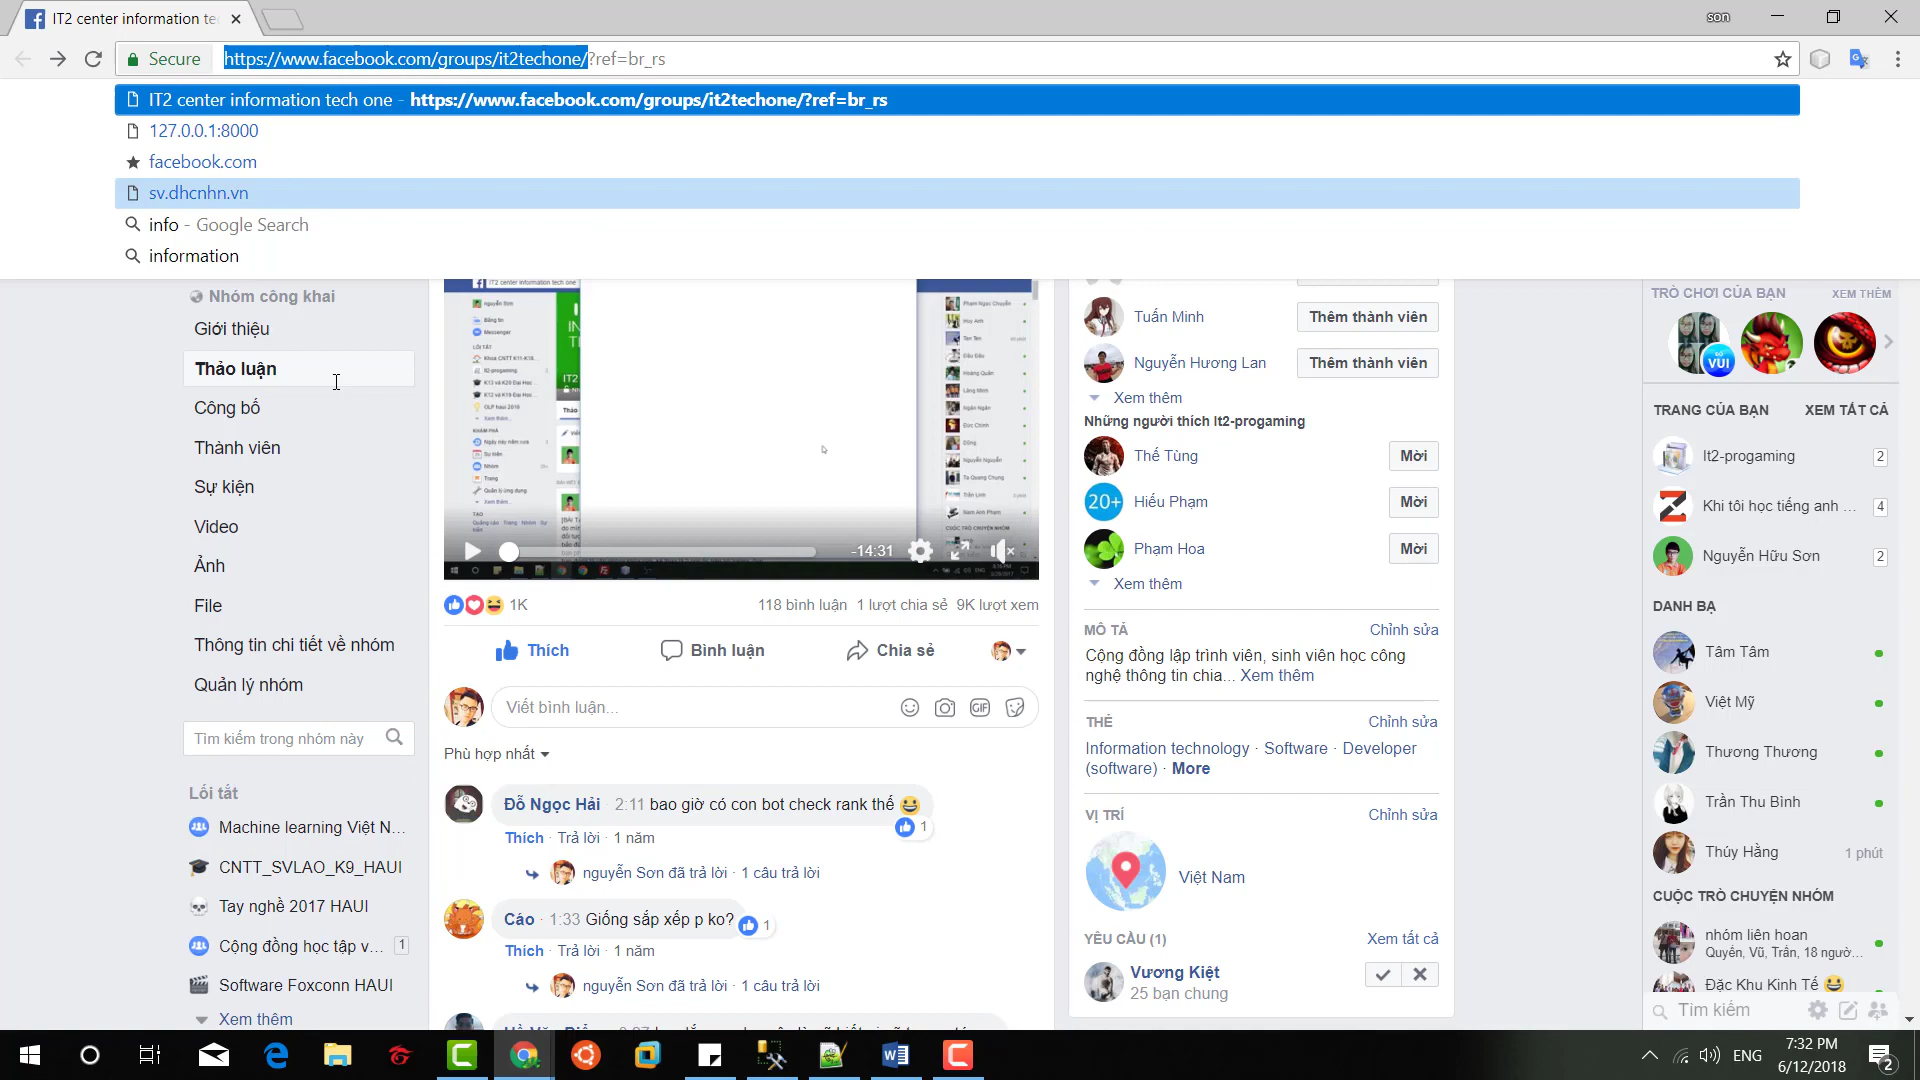 IT2 center information te
son
Secure
https://www.facebook.com/groups/it2techone/?ref=br_rs
IT2 center information tech one - https://www.facebook.com/groups/it2techone/?ref=br_rs
127.0.0.1:8000
facebook.com
sv.dhcnhn.vn
info - Google Search
information
Nhóm công khai
Giới thiệu
Thảo luận
Công bố
Thành viên
Sự kiện
Video
Ảnh
File
Thông tin chi tiết về nhóm
Quản lý nhóm
Tìm kiếm trong nhóm này
Lối tắt
Machine learning Việt N...
CNTT_SVLAO_K9_HAUI
Tay nghề 2017 HAUI
Cộng đồng học tập v... 1
Software Foxconn HAUI
Xem thêm
IT2 center information tech one
-14:31
1K
118 bình luận 1 lượt chia sẻ 9K lượt xem
Thích Bình luận Chia sẻ
Viết bình luận...
GIF
Phù hợp nhất
Đỗ Ngọc Hải · 2:11 bao giờ có con bot check rank thế
1
Thích · Trả lời · 1 năm
nguyễn Sơn đã trả lời · 1 câu trả lời
Cáo · 1:33 Giống sắp xếp p ko?
1
Thích · Trả lời · 1 năm
nguyễn Sơn đã trả lời · 1 câu trả lời
Tuấn Minh Thêm thành viên
Nguyễn Hương Lan Thêm thành viên
Xem thêm
Những người thích It2-progaming
Thế Tùng Mời
20+ Hiếu Phạm Mời
Phạm Hoa Mời
Xem thêm
MÔ TẢ Chỉnh sửa
Cộng đồng lập trình viên, sinh viên học công
nghệ thông tin chia... Xem thêm
THẺ Chỉnh sửa
Information technology · Software · Developer
(software) · More
VỊ TRÍ Chỉnh sửa
Việt Nam
YÊU CẦU (1) Xem tất cả
Vương Kiệt
25 bạn chung
TRÒ CHƠI CỦA BẠN XEM THÊM
VUI
TRANG CỦA BẠN XEM TẤT CẢ
It2-progaming 2
Khi tôi học tiếng anh ... 4
Nguyễn Hữu Sơn 2
DANH BẠ
Tâm Tâm
Việt Mỹ
Thương Thương
Trần Thu Bình
Thúy Hằng 1 phút
CUỘC TRÒ CHUYỆN NHÓM
nhóm liên hoan
Quyền, Vũ, Trần, 18 ngườ...
Đặc Khu Kinh Tế
Tìm kiếm
ENG
7:32 PM
6/12/2018
2